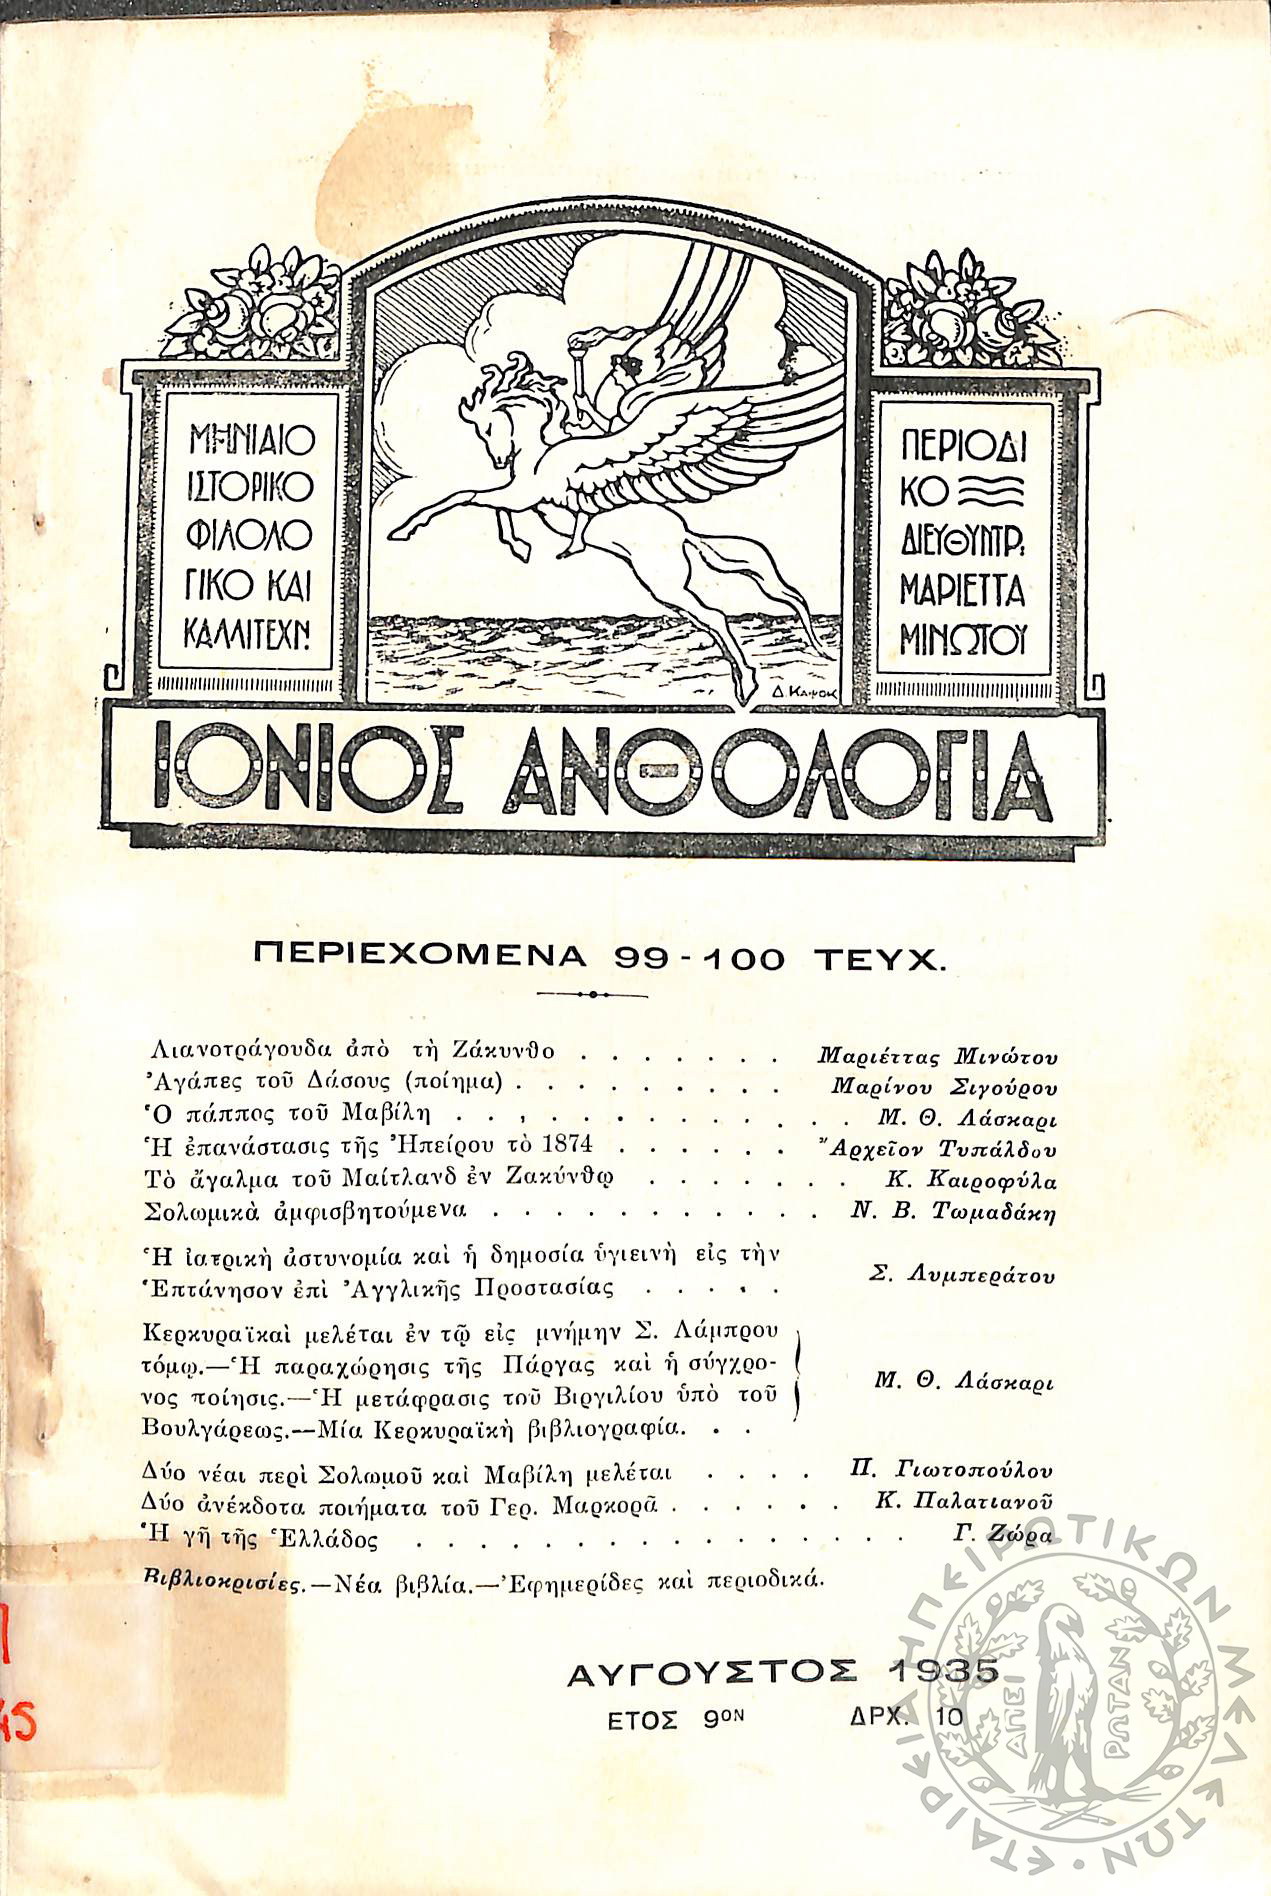 ΜΗΝΙΑΙΟ
ΙΣΤΟΡΙΚΟ
ΦΙΛΟΛΟ
ΓΙΚΟ ΚΑΙ
ΚΑΛΛΙΤΕΧΝ.
ΠΕΡΙΟΔΙ
ΚΟ
ΔΙΕΥΘΥΝΤΡ.
ΜΑΡΙΕΤΤΑ
ΜΙΝΩΤΟΥ
Δ. Καψοκ
ΙΟΝΙΟΣ ΑΝΘΟΛΟΓΙΑ
ΠΕΡΙΕΧΟΜΕΝΑ 99 - 100 ΤΕΥΧ.
Λιανοτράγουδα ἀπὸ τὴ Ζάκυνθο . . . . . . . Μαριέττας Μινώτου
Ἀγάπες τοῦ Δάσους (ποίημα) . . . . . . . . . Μαρίνου Σιγούρου
Ὁ πάππος τοῦ Μαβίλη . . . . . . . . . . . . . Μ. Θ. Λάσκαρι
Ἡ ἐπανάστασις τῆς Ἠπείρου τὸ 1874 . . . . . . Ἀρχεῖον Τυπάλδου
Τὸ ἄγαλμα τοῦ Μαίτλανδ ἐν Ζακύνθῳ . . . . . . . Κ. Καιροφύλα
Σολωμικὰ ἀμφισβητούμενα . . . . . . . . . . . Ν. Β. Τωμαδάκη
Ἡ ἰατρικὴ ἀστυνομία καὶ ἡ δημοσία ὑγιεινὴ εἰς τὴν
Ἑπτάνησον ἐπὶ Ἀγγλικῆς Προστασίας . . . . . Σ. Λυμπεράτου
Κερκυραϊκαὶ μελέται ἐν τῷ εἰς μνήμην Σ. Λάμπρου
τόμῳ.—Ἡ παραχώρησις τῆς Πάργας καὶ ἡ σύγχρο-
νος ποίησις.—Ἡ μετάφρασις τοῦ Βιργιλίου ὑπὸ τοῦ Μ. Θ. Λάσκαρι
Βουλγάρεως.—Μία Κερκυραϊκὴ βιβλιογραφία. . .
Δύο νέαι περὶ Σολωμοῦ καὶ Μαβίλη μελέται . . . . Π. Γιωτοπούλου
Δύο ἀνέκδοτα ποιήματα τοῦ Γερ. Μαρκορᾶ . . . . . . Κ. Παλατιανοῦ
Ἡ γῆ τῆς Ἑλλάδος . . . . . . . . . . . . . . . . Γ. Ζώρα
Βιβλιοκρισίες.—Νέα βιβλία.—Ἐφημερίδες καὶ περιοδικά.
ΑΥΓΟΥΣΤΟΣ 1935
ΕΤΟΣ 9ΟΝ ΔΡΧ. 10
45
ΕΤΑΙΡΕΙΑ ΗΠΕΙΡΩΤΙΚΩΝ ΜΕΛΕΤΩΝ
ΑΠΕΙ ΡΩΤΑΝ